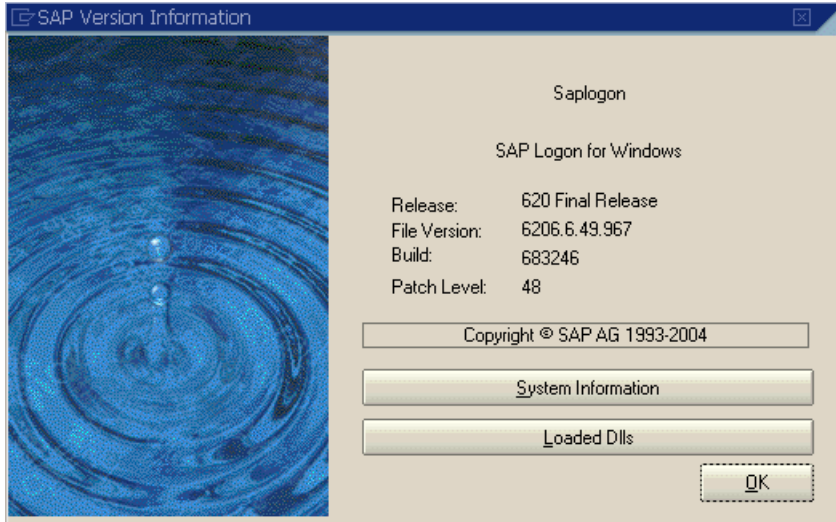 SAP Version Information
Saplogon
SAP Logon for Windows
Release: 620 Final Release
File Version: 6206.6.49.967
Build: 683246
Patch Level: 48
Copyright © SAP AG 1993-2004
System Information
Loaded Dlls
OK